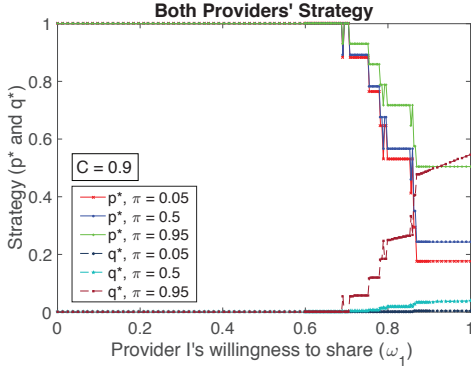 Both Providers' Strategy
1
0.8
0.6
0.4
0.2
0
Strategy (p* and q*)
C = 0.9
p*, π = 0.05
p*, π = 0.5
p*, π = 0.95
q*, π = 0.05
q*, π = 0.5
q*, π = 0.95
0 0.2 0.4 0.6 0.8 1
Provider I's willingness to share (ω₁)